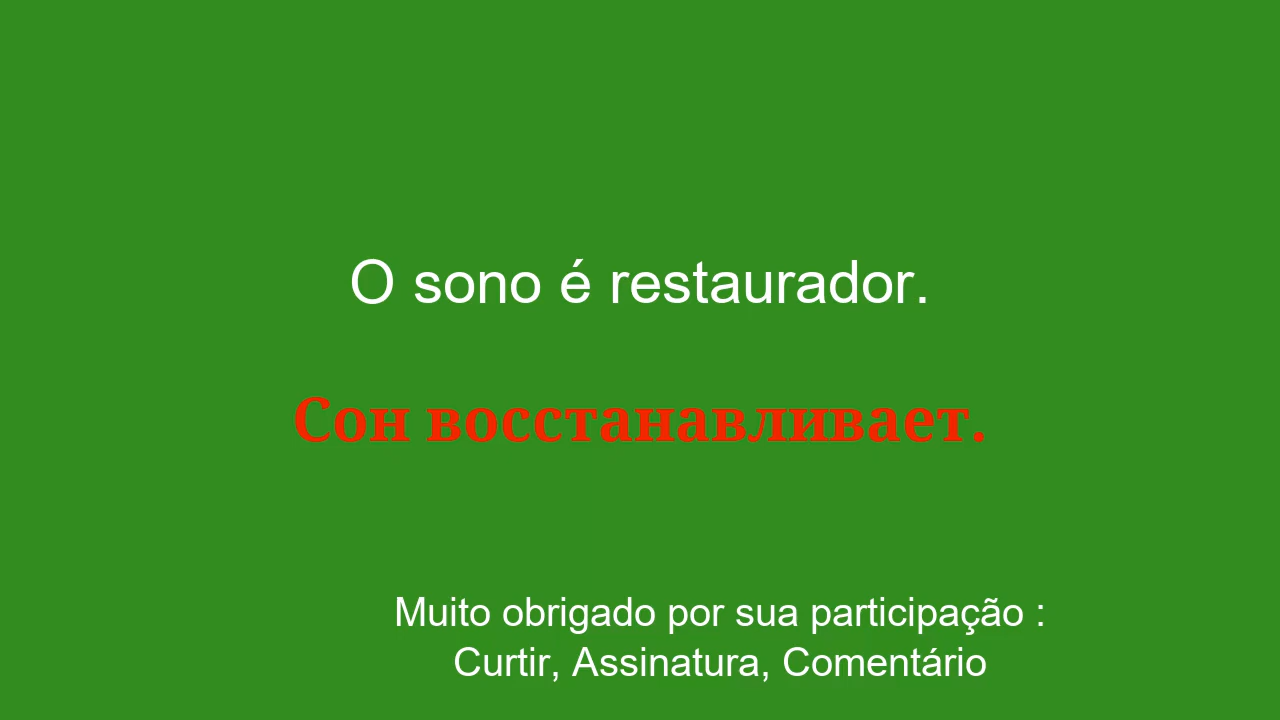 O sono é restaurador.
Сон восстанавливает.
Muito obrigado por sua participação :
Curtir, Assinatura, Comentário